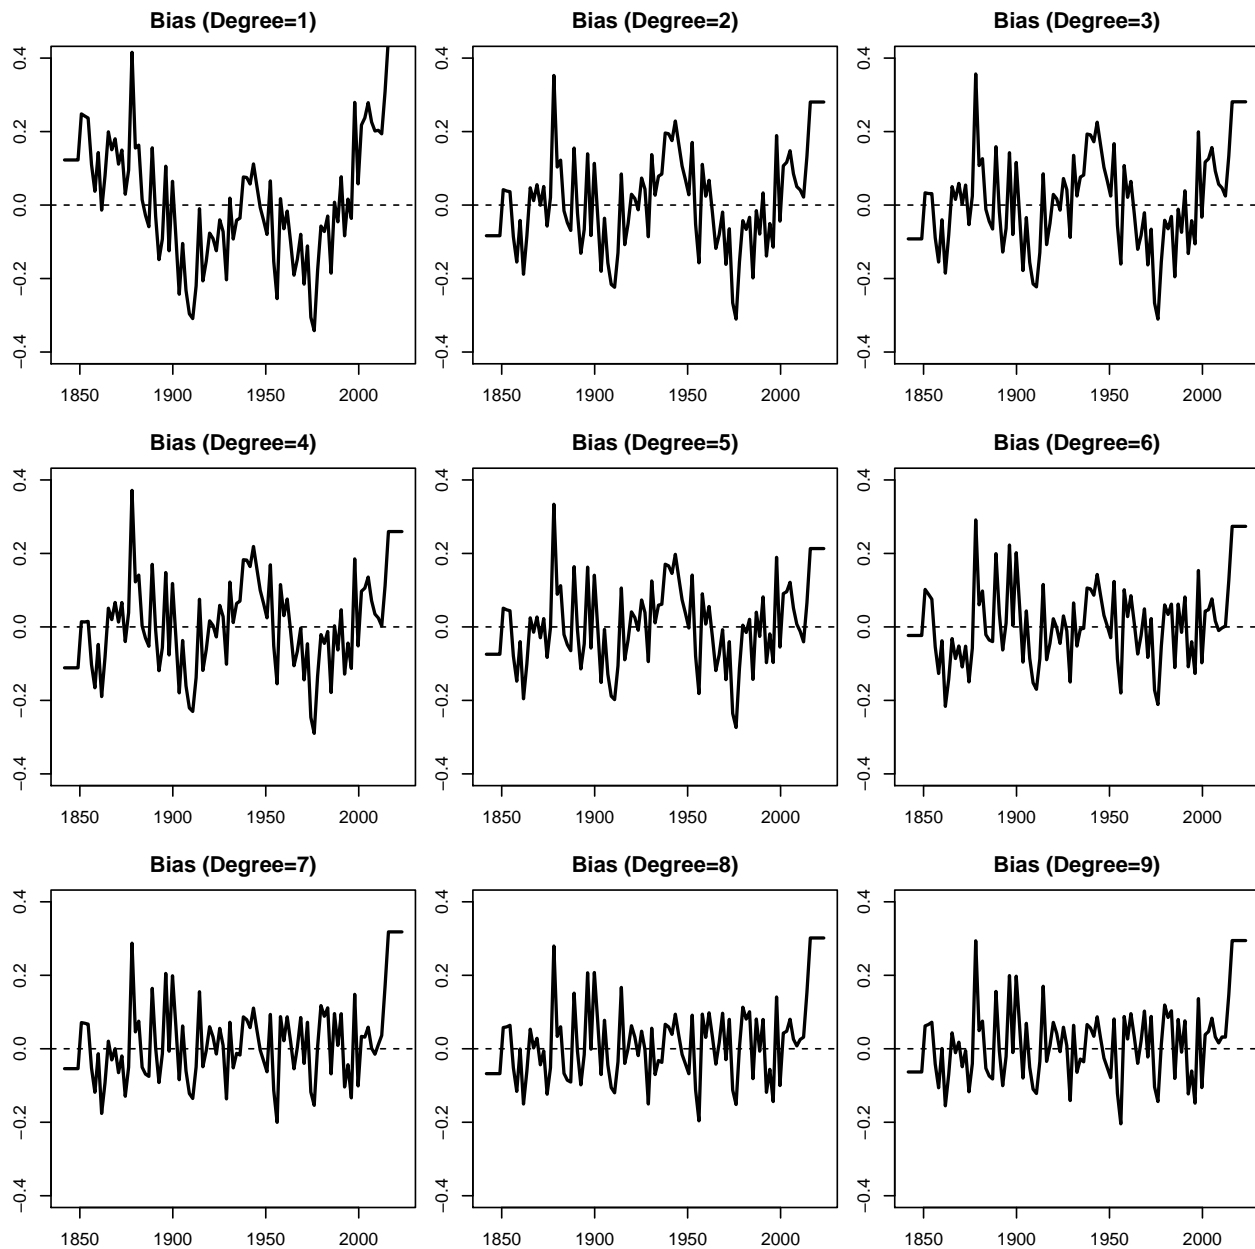 Bias (Degree=1)
0.4
0.2
0.0
−0.2
−0.4
1850 1900 1950 2000
Bias (Degree=2)
0.4
0.2
0.0
−0.2
−0.4
1850 1900 1950 2000
Bias (Degree=3)
0.4
0.2
0.0
−0.2
−0.4
1850 1900 1950 2000
Bias (Degree=4)
0.4
0.2
0.0
−0.2
−0.4
1850 1900 1950 2000
Bias (Degree=5)
0.4
0.2
0.0
−0.2
−0.4
1850 1900 1950 2000
Bias (Degree=6)
0.4
0.2
0.0
−0.2
−0.4
1850 1900 1950 2000
Bias (Degree=7)
0.4
0.2
0.0
−0.2
−0.4
1850 1900 1950 2000
Bias (Degree=8)
0.4
0.2
0.0
−0.2
−0.4
1850 1900 1950 2000
Bias (Degree=9)
0.4
0.2
0.0
−0.2
−0.4
1850 1900 1950 2000